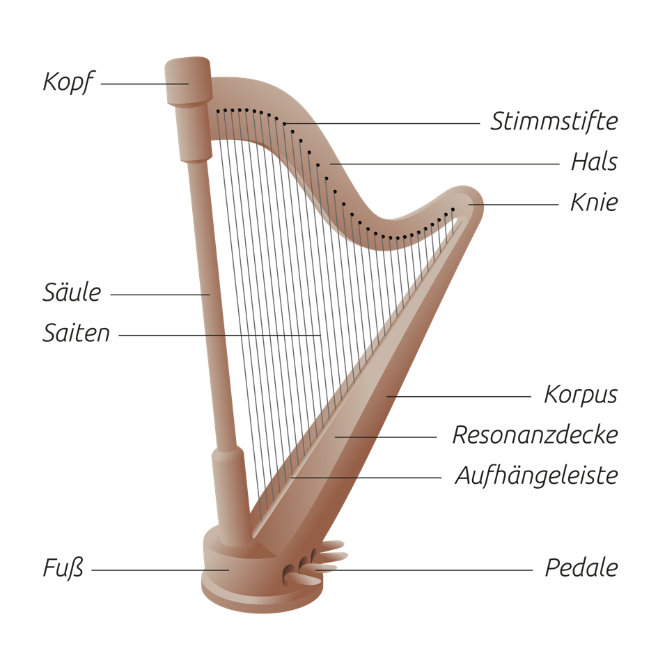 Kopf
Stimmstifte
Hals
Knie
Säule
Saiten
Korpus
Resonanzdecke
Aufhängeleiste
Fuß
Pedale